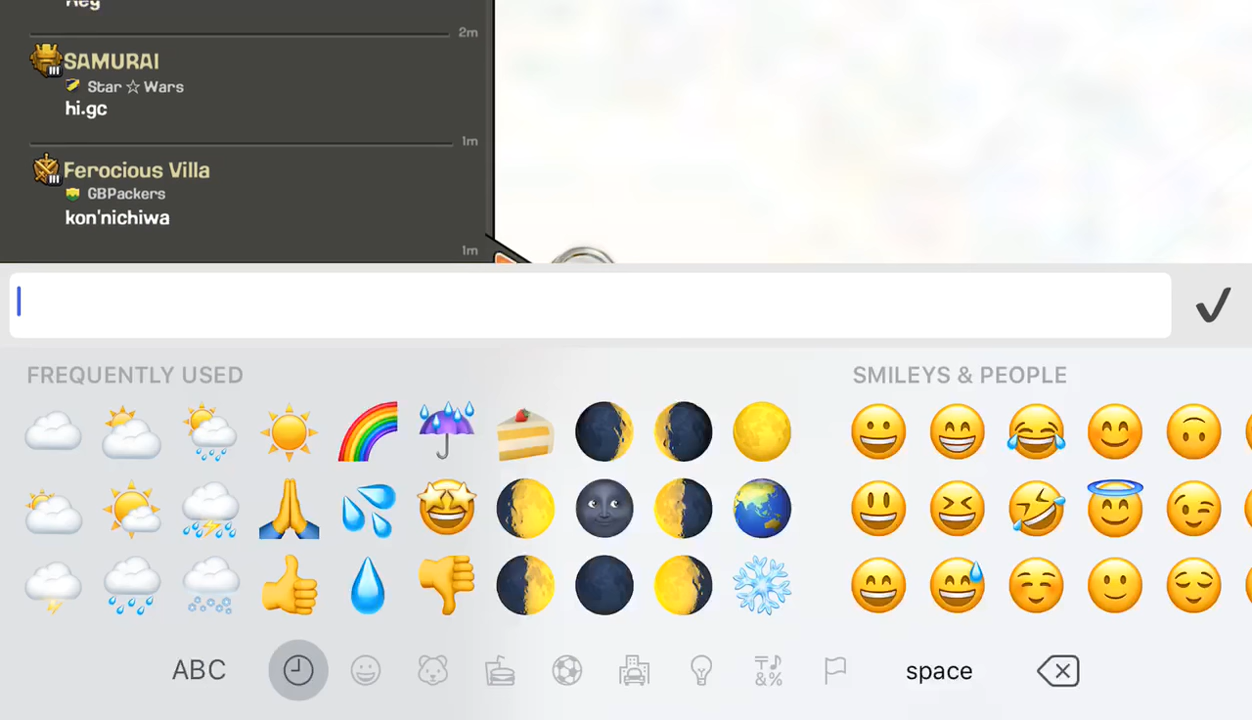 Reg
2m
SAMURAI
Star ☆ Wars
hi.gc
1m
Ferocious Villa
GBPackers
kon'nichiwa
1m
FREQUENTLY USED
SMILEYS & PEOPLE
ABC
space